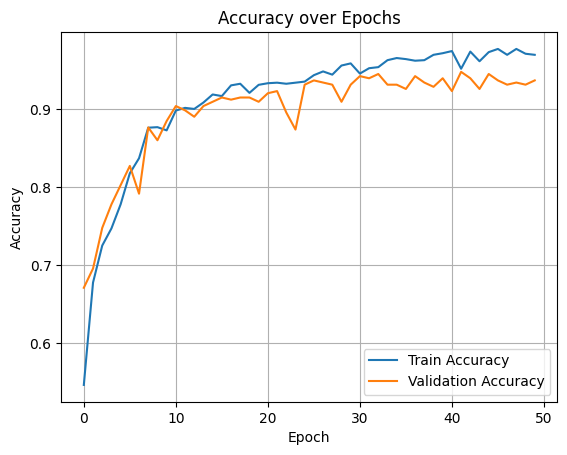 Accuracy over Epochs
Accuracy
0.9
0.8
0.7
0.6
0 10 20 30 40 50
Epoch
Train Accuracy
Validation Accuracy